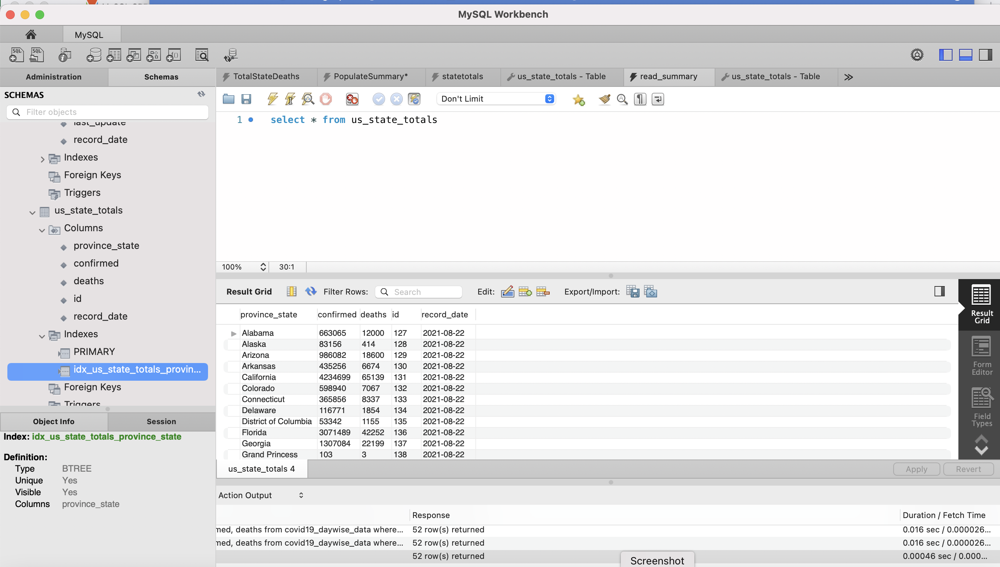 MySQL Workbench
MySQL
Administration
Schemas
TotalStateDeaths
PopulateSummary*
statetotals
us_state_totals - Table
read_summary
us_state_totals - Table
SCHEMAS
Filter objects
last_update
record_date
Indexes
Foreign Keys
Triggers
us_state_totals
Columns
province_state
confirmed
deaths
id
record_date
Indexes
PRIMARY
idx_us_state_totals_provin...
Foreign Keys
Triggers
Object Info
Session
Index: idx_us_state_totals_province_state
Definition:
Type BTREE
Unique Yes
Visible Yes
Columns province_state
Don't Limit
1 select * from us_state_totals
100% 30:1
Result Grid
Filter Rows:
Search
Edit:
Export/Import:
province_state confirmed deaths id record_date
Alabama 663065 12000 127 2021-08-22
Alaska 83156 414 128 2021-08-22
Arizona 986082 18600 129 2021-08-22
Arkansas 435256 6674 130 2021-08-22
California 4234699 65139 131 2021-08-22
Colorado 598940 7067 132 2021-08-22
Connecticut 365856 8337 133 2021-08-22
Delaware 116771 1854 134 2021-08-22
District of Columbia 53342 1155 135 2021-08-22
Florida 3071489 42252 136 2021-08-22
Georgia 1307084 22199 137 2021-08-22
Grand Princess 103 3 138 2021-08-22
Result
Grid
Form
Editor
Field
Types
us_state_totals 4
Apply
Revert
Action Output
Response
Duration / Fetch Time
med, deaths from covid19_daywise_data where... 52 row(s) returned 0.016 sec / 0.000026...
med, deaths from covid19_daywise_data where... 52 row(s) returned 0.016 sec / 0.000026...
52 row(s) returned 0.00046 sec / 0.000...
Screenshot